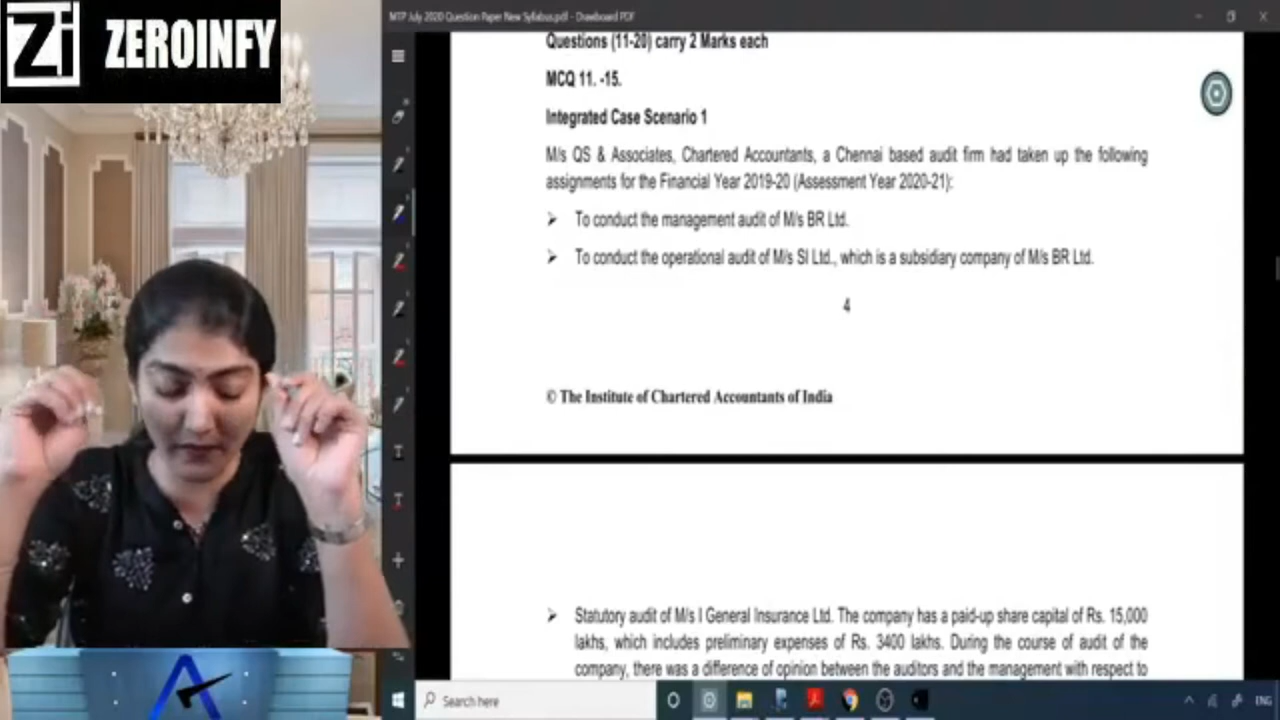 Zi ZEROINFY
MTP July 2020 Question Paper New Syllabus.pdf - Drawboard PDF
Questions (11-20) carry 2 Marks each
MCQ 11. -15.
Integrated Case Scenario 1
M/s QS & Associates, Chartered Accountants, a Chennai based audit firm had taken up the following
assignments for the Financial Year 2019-20 (Assessment Year 2020-21):
➢ To conduct the management audit of M/s BR Ltd.
➢ To conduct the operational audit of M/s SI Ltd., which is a subsidiary company of M/s BR Ltd.
4
© The Institute of Chartered Accountants of India
➢ Statutory audit of M/s I General Insurance Ltd. The company has a paid-up share capital of Rs. 15,000
lakhs, which includes preliminary expenses of Rs. 3400 lakhs. During the course of audit of the
company, there was a difference of opinion between the auditors and the management with respect to
Search here
ENG